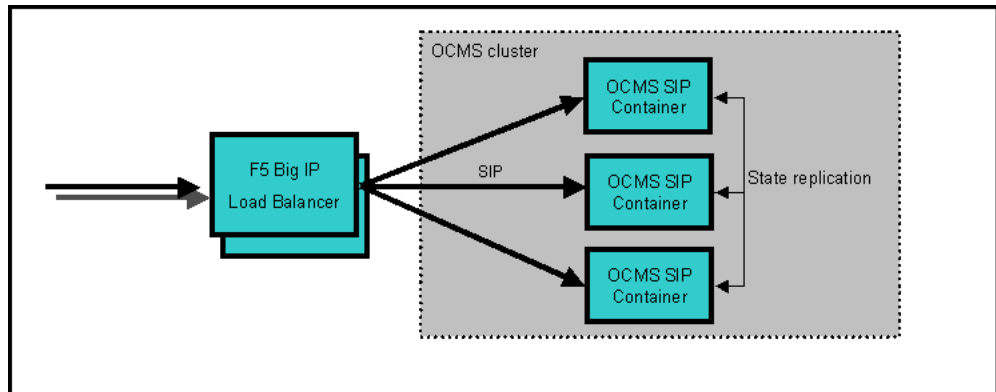 OCMS cluster
OCMS SIP
Container
F5 Big IP
Load Balancer
SIP
OCMS SIP
Container
State replication
OCMS SIP
Container